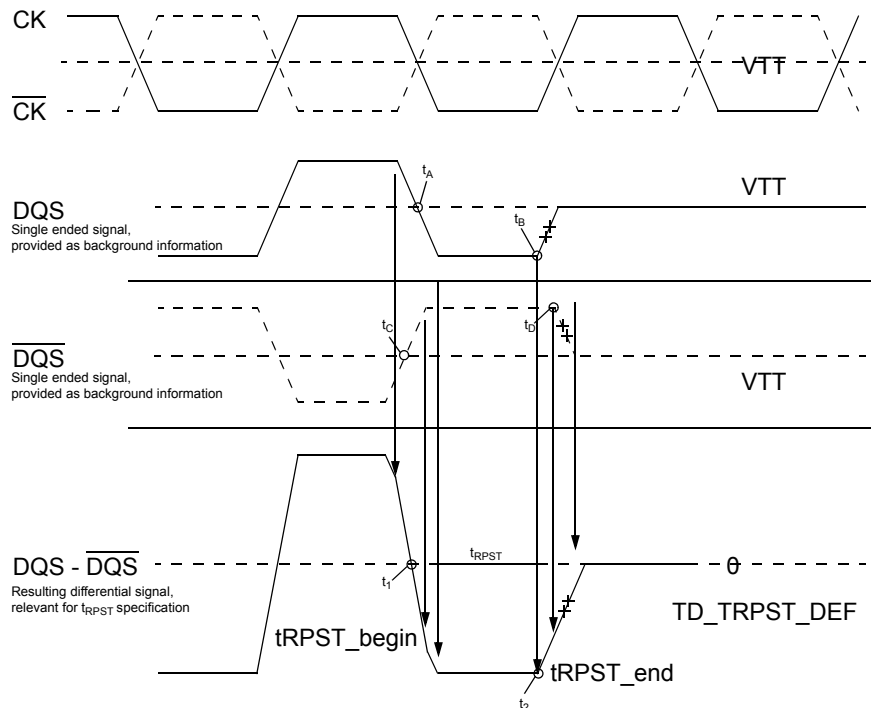 CK
VTT
CK
tA
VTT
DQS
tB
Single ended signal,
provided as background information
tC
tD
DQS
Single ended signal,
provided as background information
VTT
tRPST
DQS - DQS
0
t1
Resulting differential signal,
relevant for tRPST specification
TD_TRPST_DEF
tRPST_begin
tRPST_end
t2